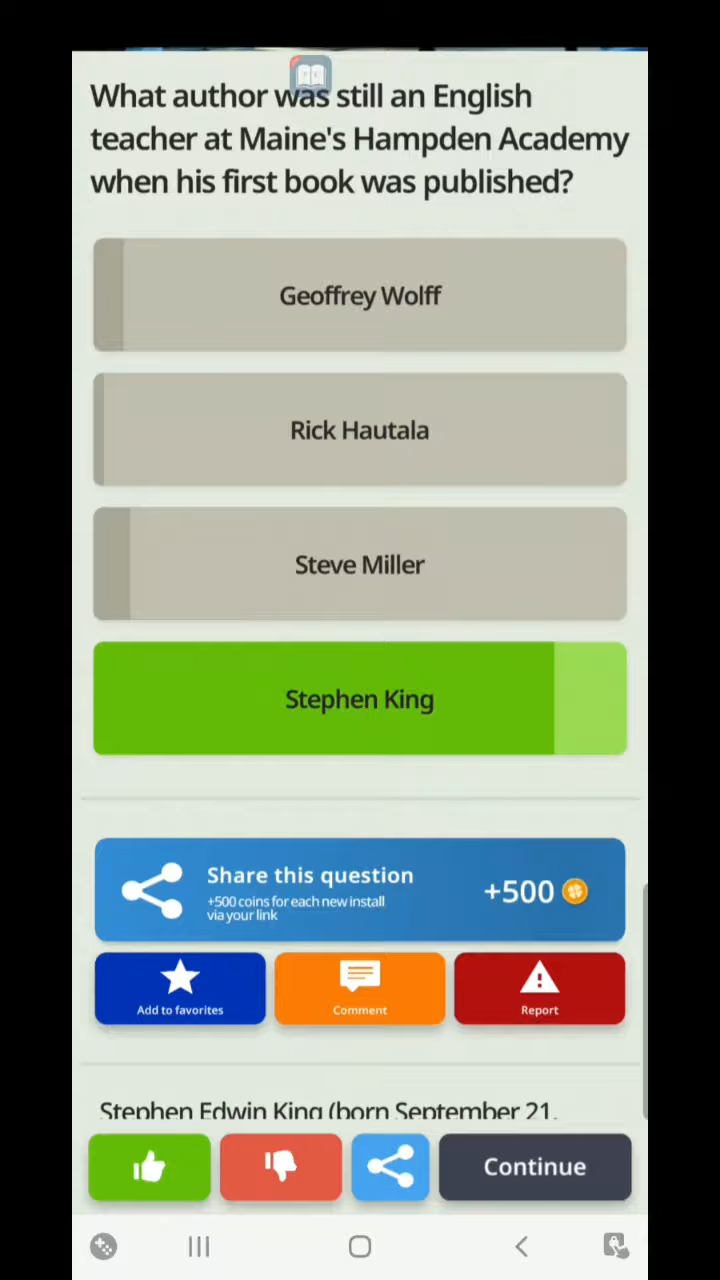 What author was still an English
teacher at Maine's Hampden Academy
when his first book was published?
Geoffrey Wolff
Rick Hautala
Steve Miller
Stephen King
Share this question
+500 coins for each new install
via your link
+500
Add to favorites
Comment
Report
Stephen Edwin King (born September 21,
Continue